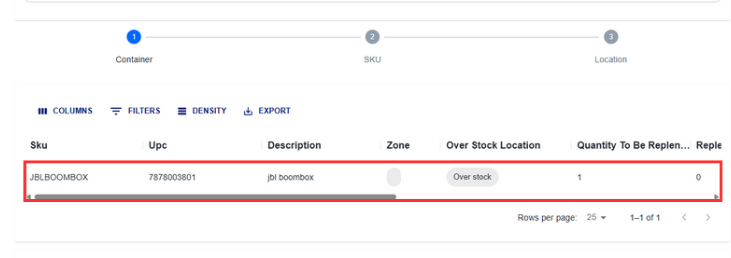 1 2 3
Container SKU Location
COLUMNS FILTERS DENSITY EXPORT
Sku Upc Description Zone Over Stock Location Quantity To Be Replen... Reple
JBLBOOMBOX 7878003801 jbl boombox Over stock 1 0
Rows per page: 25 1–1 of 1